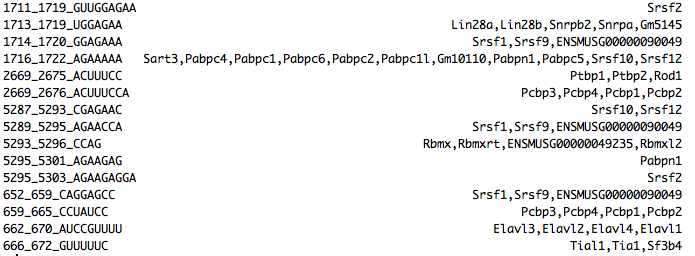 1711_1719_GUUGGAGAA Srsf2
1713_1719_UGGAGAA Lin28a,Lin28b,Snrpb2,Snrpa,Gm5145
1714_1720_GGAGAAA Srsf1,Srsf9,ENSMUSG00000090049
1716_1722_AGAAAAA Sart3,Pabpc4,Pabpc1,Pabpc6,Pabpc2,Pabpc1l,Gm10110,Pabpn1,Pabpc5,Srsf10,Srsf12
2669_2675_ACUUUCC Ptbp1,Ptbp2,Rod1
2669_2676_ACUUUCCA Pcbp3,Pcbp4,Pcbp1,Pcbp2
5287_5293_CGAGAAC Srsf10,Srsf12
5289_5295_AGAACCA Srsf1,Srsf9,ENSMUSG00000090049
5293_5296_CCAG Rbmx,Rbmxrt,ENSMUSG00000049235,Rbmxl2
5295_5301_AGAAGAG Pabpn1
5295_5303_AGAAGAGGA Srsf2
652_659_CAGGAGCC Srsf1,Srsf9,ENSMUSG00000090049
659_665_CCUAUCC Pcbp3,Pcbp4,Pcbp1,Pcbp2
662_670_AUCCGUUUU Elavl3,Elavl2,Elavl4,Elavl1
666_672_GUUUUUC Tial1,Tia1,Sf3b4